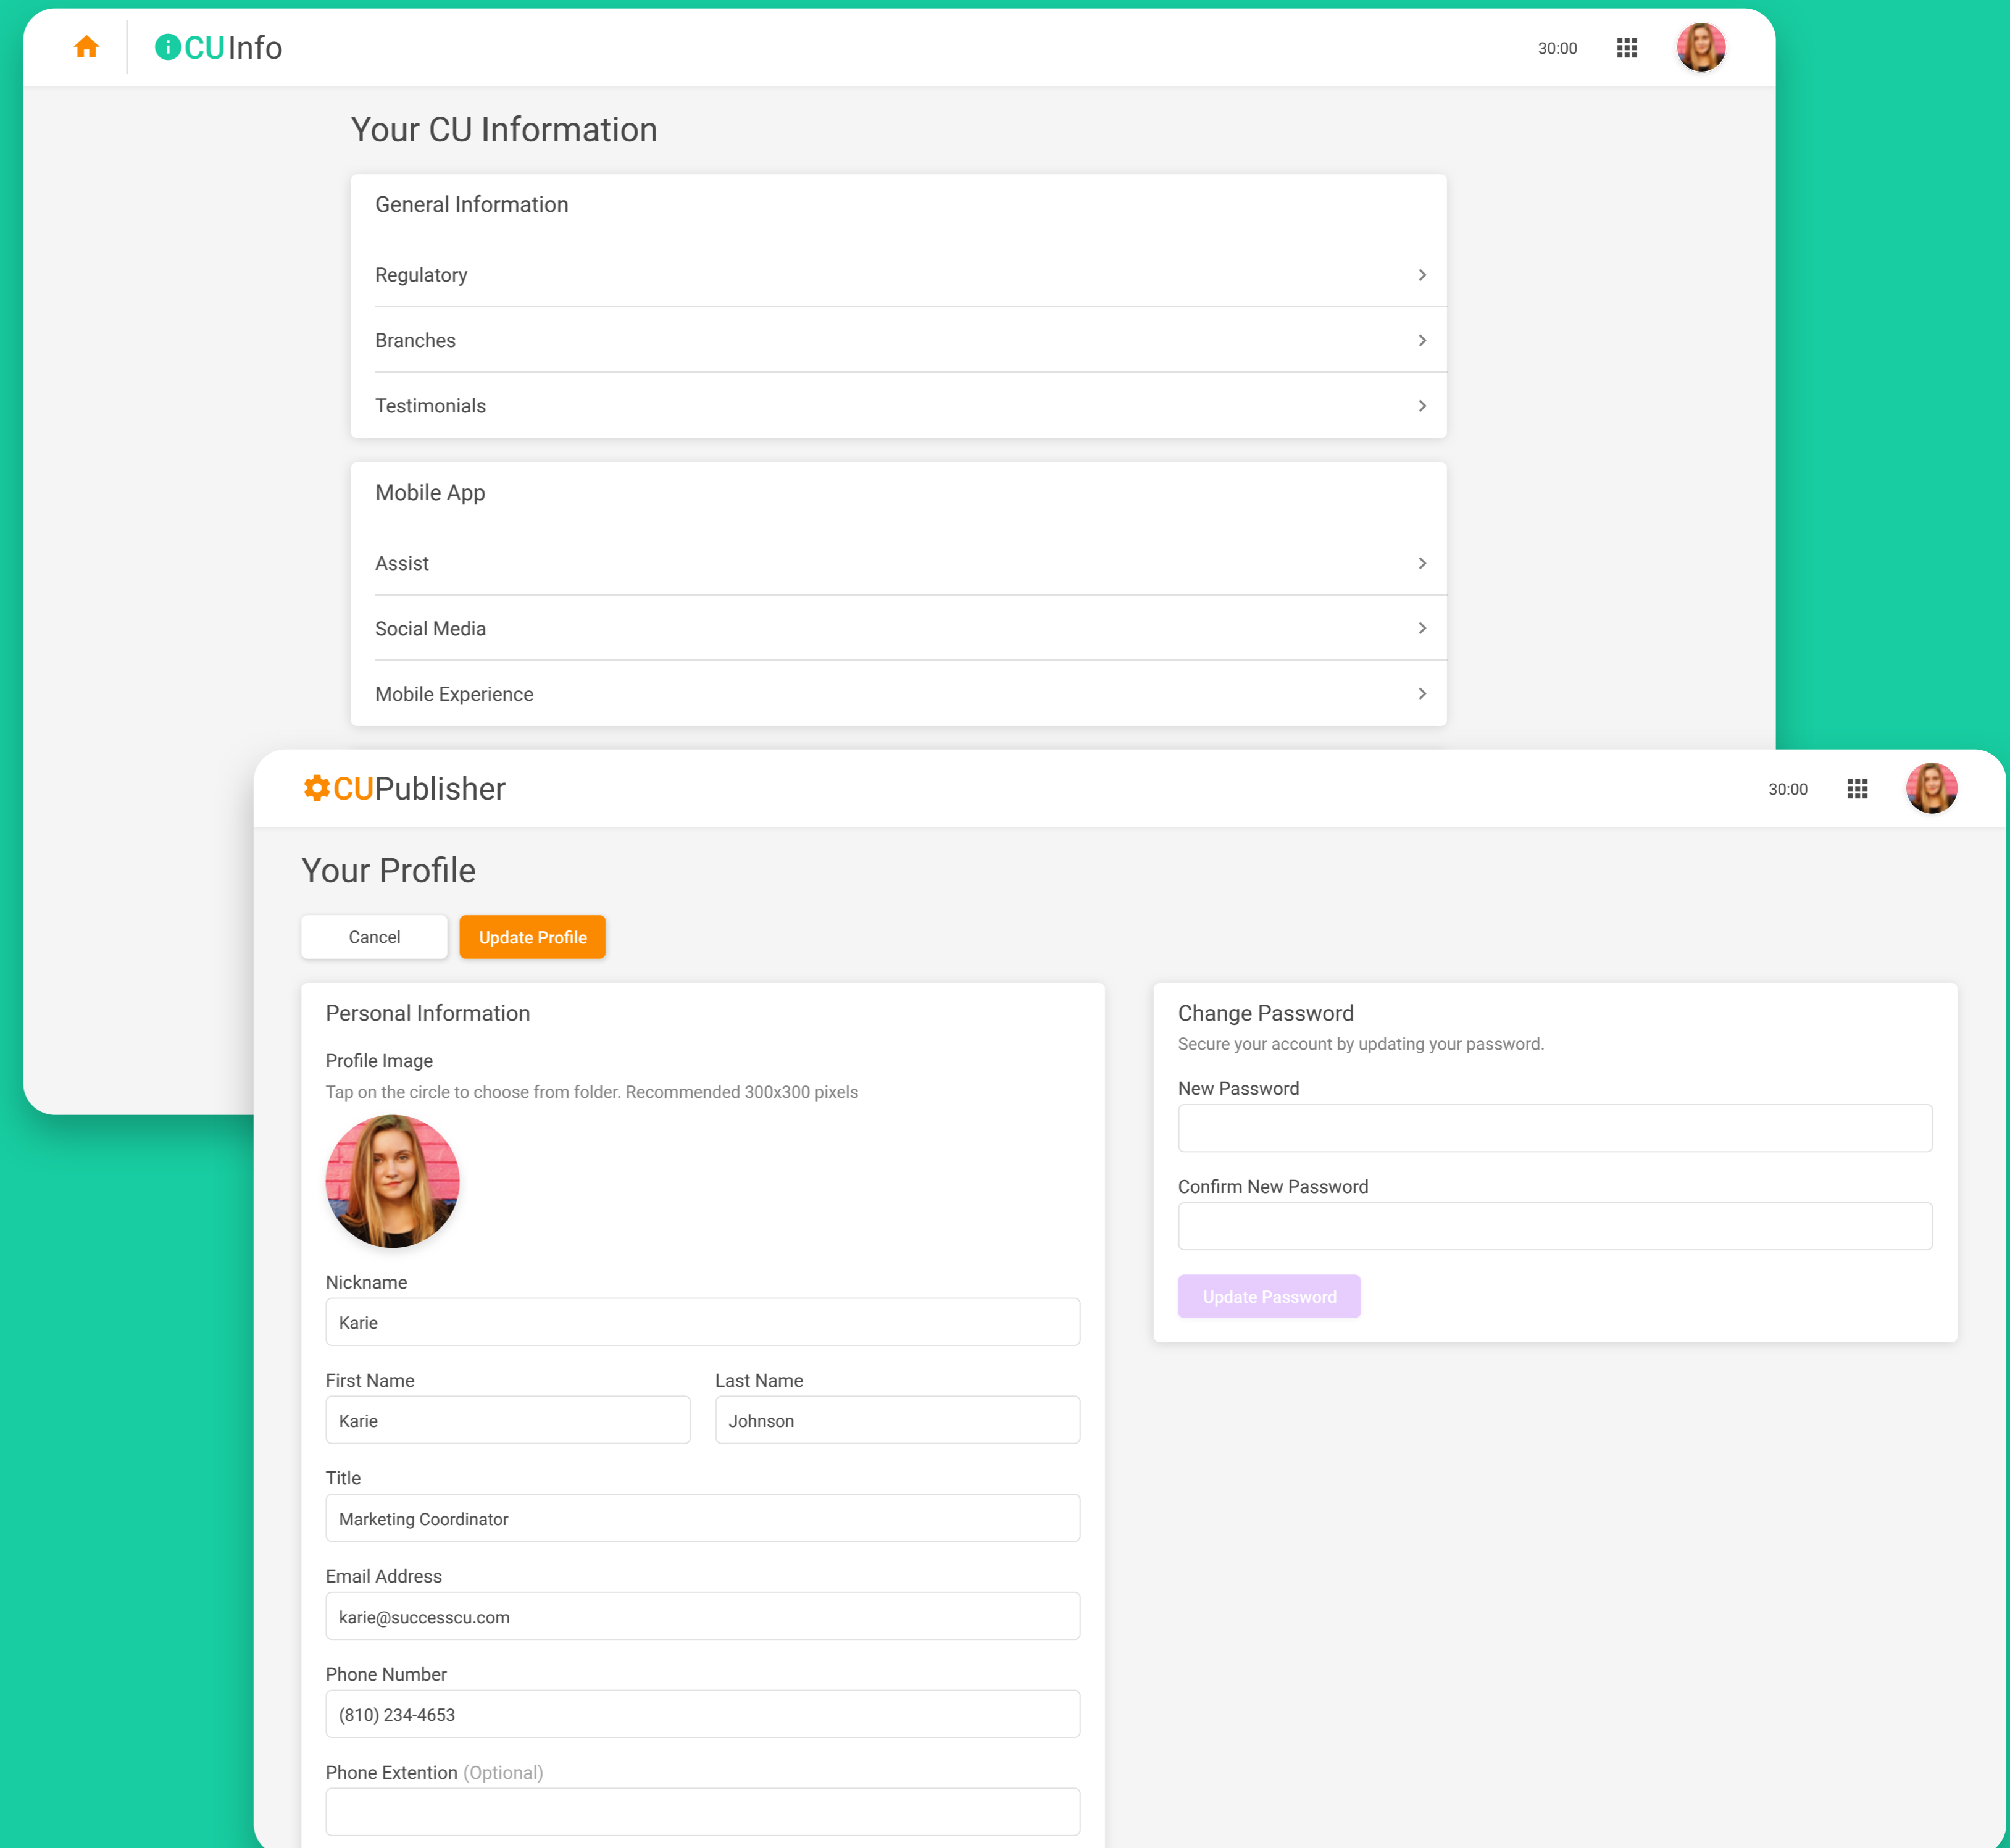 CUInfo
30:00
Your CU Information
General Information
Regulatory
Branches
Testimonials
Mobile App
Assist
Social Media
Mobile Experience
CUPublisher
30:00
Your Profile
Cancel
Update Profile
Personal Information
Profile Image
Tap on the circle to choose from folder. Recommended 300x300 pixels
Nickname
Karie
First Name
Last Name
Karie
Johnson
Title
Marketing Coordinator
Email Address
karie@successcu.com
Phone Number
(810) 234-4653
Phone Extention (Optional)
Change Password
Secure your account by updating your password.
New Password
Confirm New Password
Update Password